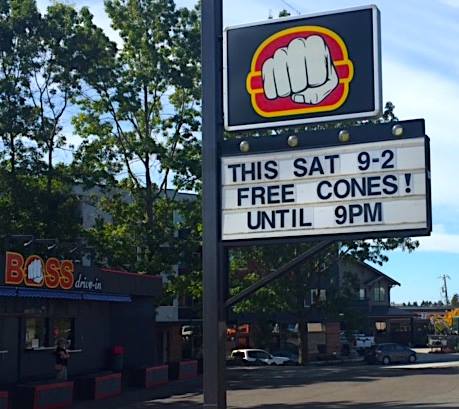 THIS SAT 9-2
FREE CONES!
UNTIL 9PM
BOSS
drive-in